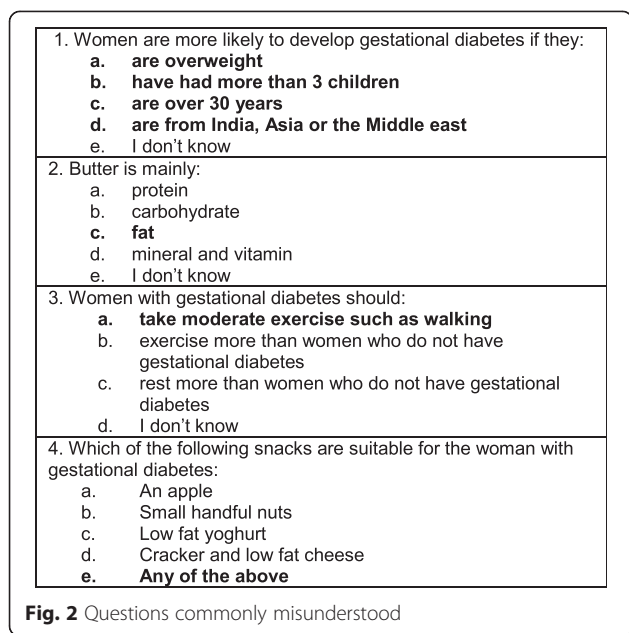 1. Women are more likely to develop gestational diabetes if they:
a. are overweight
b. have had more than 3 children
c. are over 30 years
d. are from India, Asia or the Middle east
e. I don't know
2. Butter is mainly:
a. protein
b. carbohydrate
c. fat
d. mineral and vitamin
e. I don't know
3. Women with gestational diabetes should:
a. take moderate exercise such as walking
b. exercise more than women who do not have
gestational diabetes
c. rest more than women who do not have gestational
diabetes
d. I don't know
4. Which of the following snacks are suitable for the woman with
gestational diabetes:
a. An apple
b. Small handful nuts
c. Low fat yoghurt
d. Cracker and low fat cheese
e. Any of the above
Fig. 2 Questions commonly misunderstood